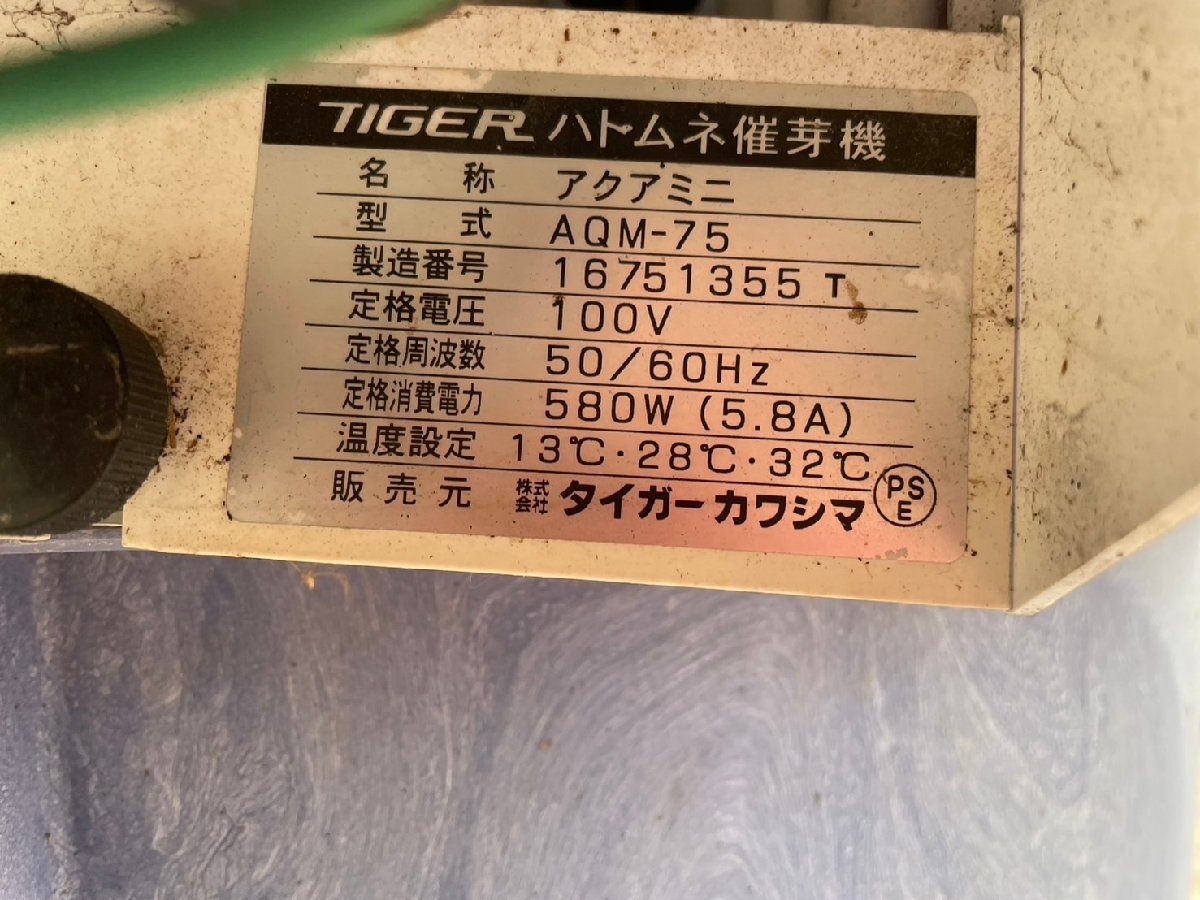 TIGER ハトムネ催芽機
名 称 アクアミニ
型 式 AQM-75
製造番号 16751355 T
定格電圧 100V
定格周波数 50/60Hz
定格消費電力 580W (5.8A)
温度設定 13℃・28℃・32℃
販売元 株式会社 タイガーカワシマ
PSE